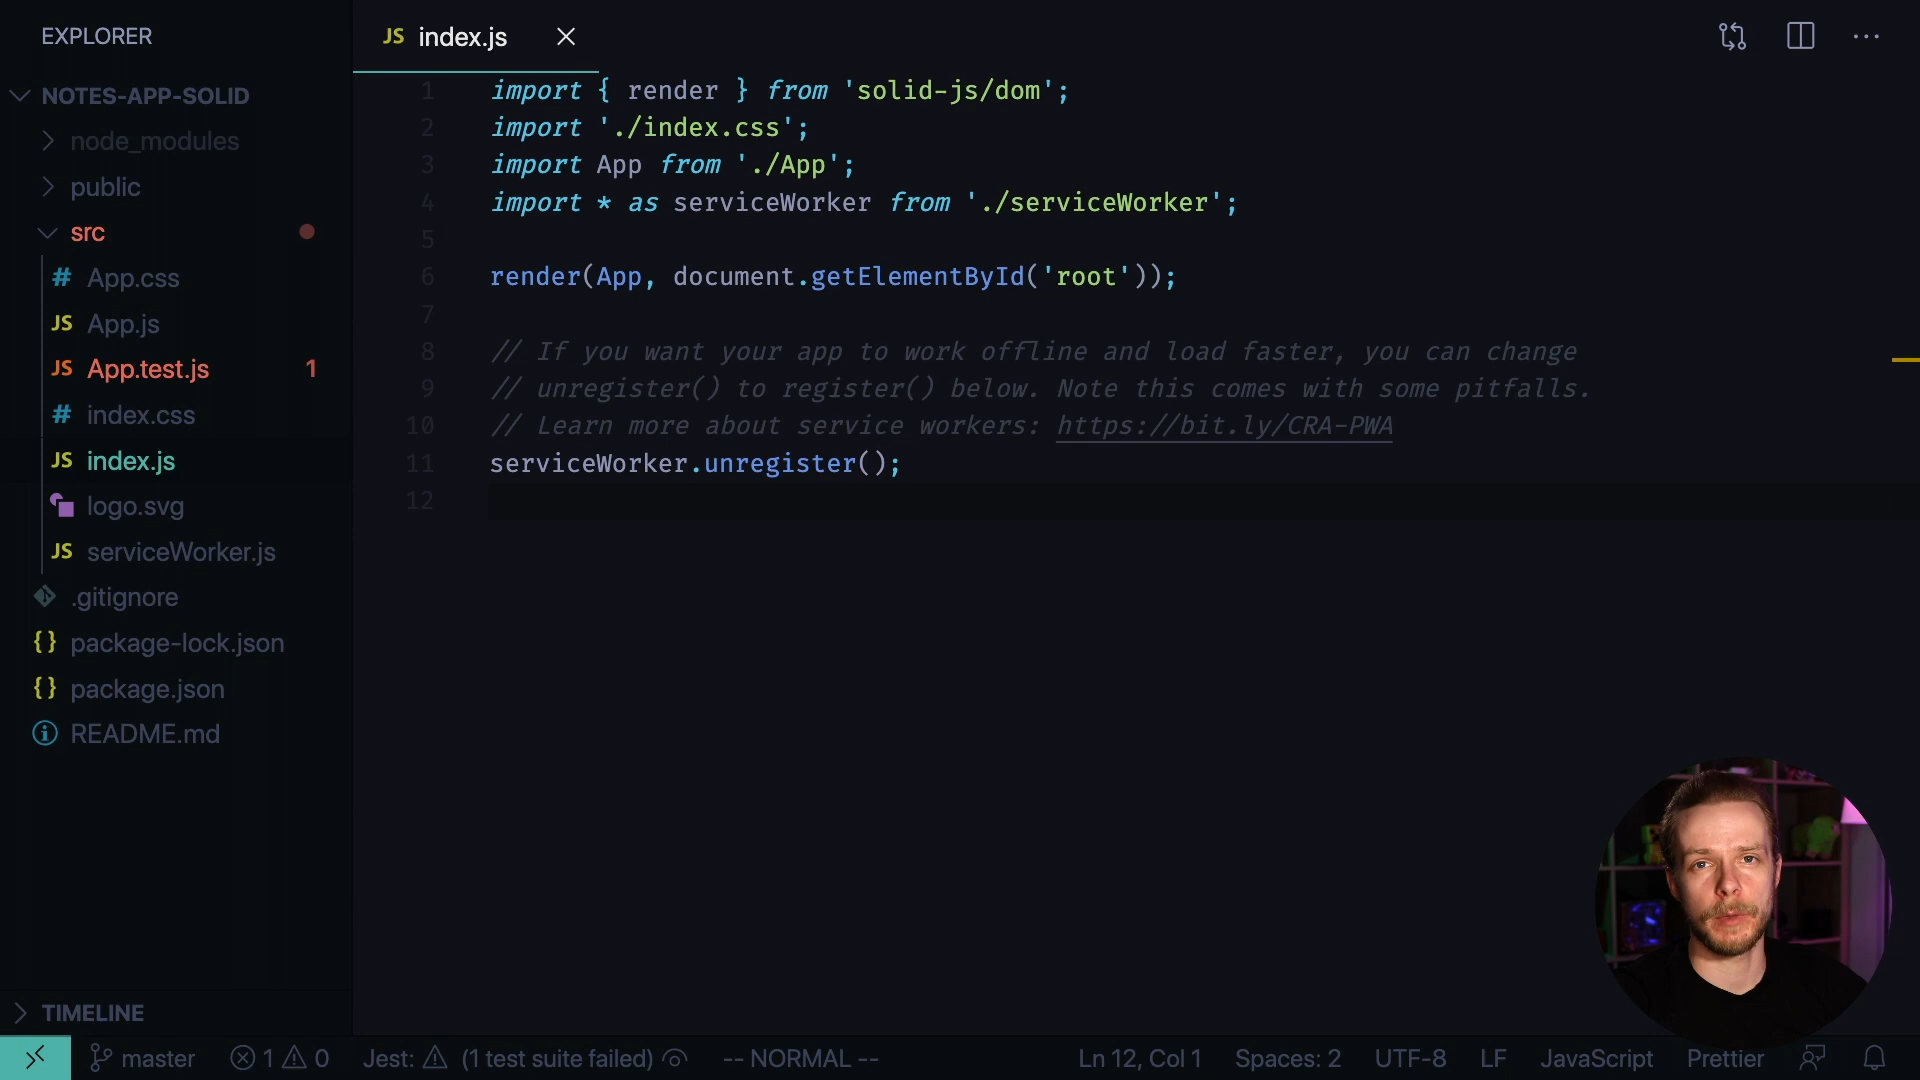 EXPLORER
NOTES-APP-SOLID
node_modules
public
src
# App.css
JS App.js
JS App.test.js 1
# index.css
JS index.js
logo.svg
JS serviceWorker.js
.gitignore
{} package-lock.json
{} package.json
README.md
TIMELINE
JS index.js
1 import { render } from 'solid-js/dom';
2 import './index.css';
3 import App from './App';
4 import * as serviceWorker from './serviceWorker';
5
6 render(App, document.getElementById('root'));
7
8 // If you want your app to work offline and load faster, you can change
9 // unregister() to register() below. Note this comes with some pitfalls.
10 // Learn more about service workers: https://bit.ly/CRA-PWA
11 serviceWorker.unregister();
12
master 1 0 Jest: (1 test suite failed) -- NORMAL -- Ln 12, Col 1 Spaces: 2 UTF-8 LF JavaScript Prettier